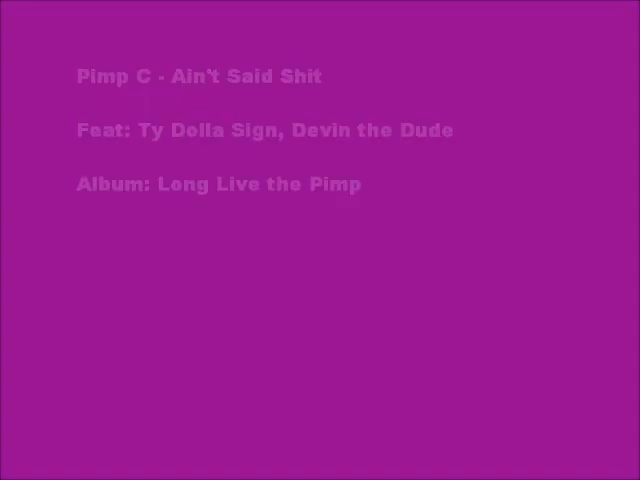 Pimp C - Ain't Said Shit
Feat: Ty Dolla Sign, Devin the Dude
Album: Long Live the Pimp